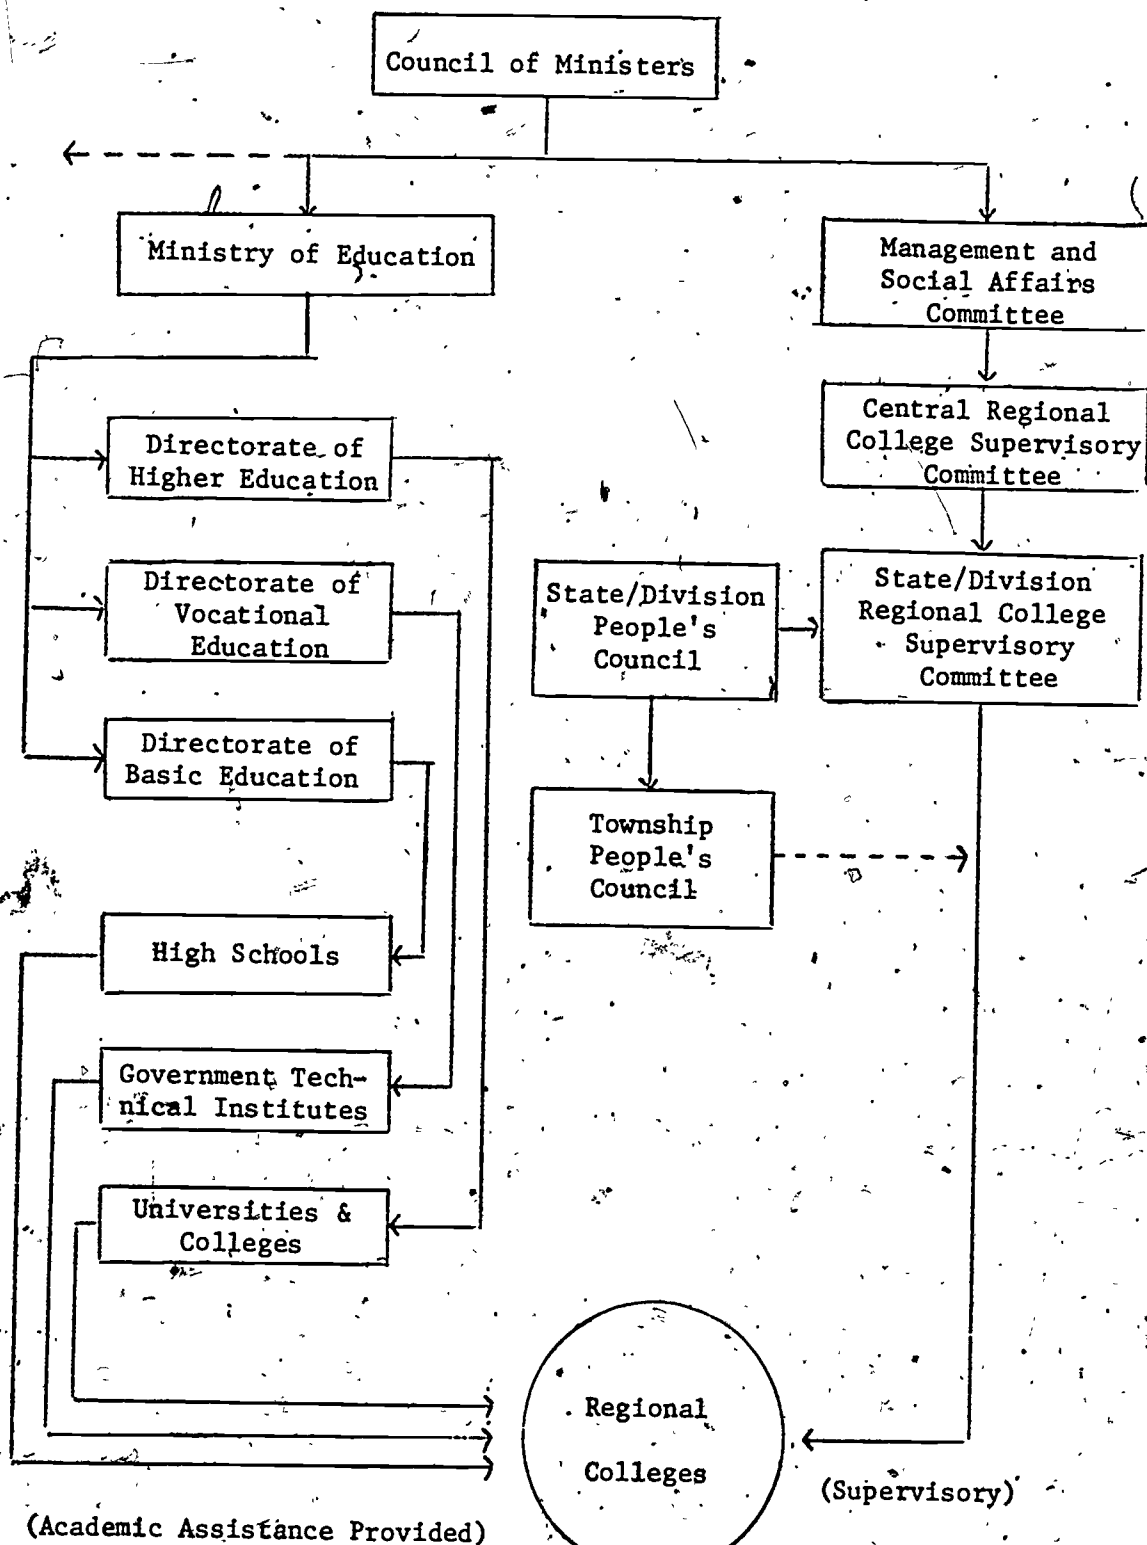 Council of Ministers
Ministry of Education
Management and
Social Affairs
Committee
Central Regional
College Supervisory
Committee
Directorate of
Higher Education
Directorate of
Vocational
Education
State/Division
People's
Council
State/Division
Regional College
Supervisory
Committee
Directorate of
Basic Education
Township
People's
Council
High Schools
Government Tech-
nical Institutes
Universities &
Colleges
Regional
Colleges
(Supervisory)
(Academic Assistance Provided)